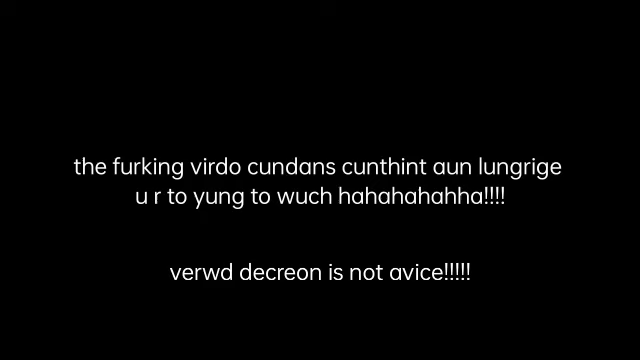 the furking virdo cundans cunthint aun lungrige
u r to yung to wuch hahahahahha!!!!
verwd decreon is not avice!!!!!